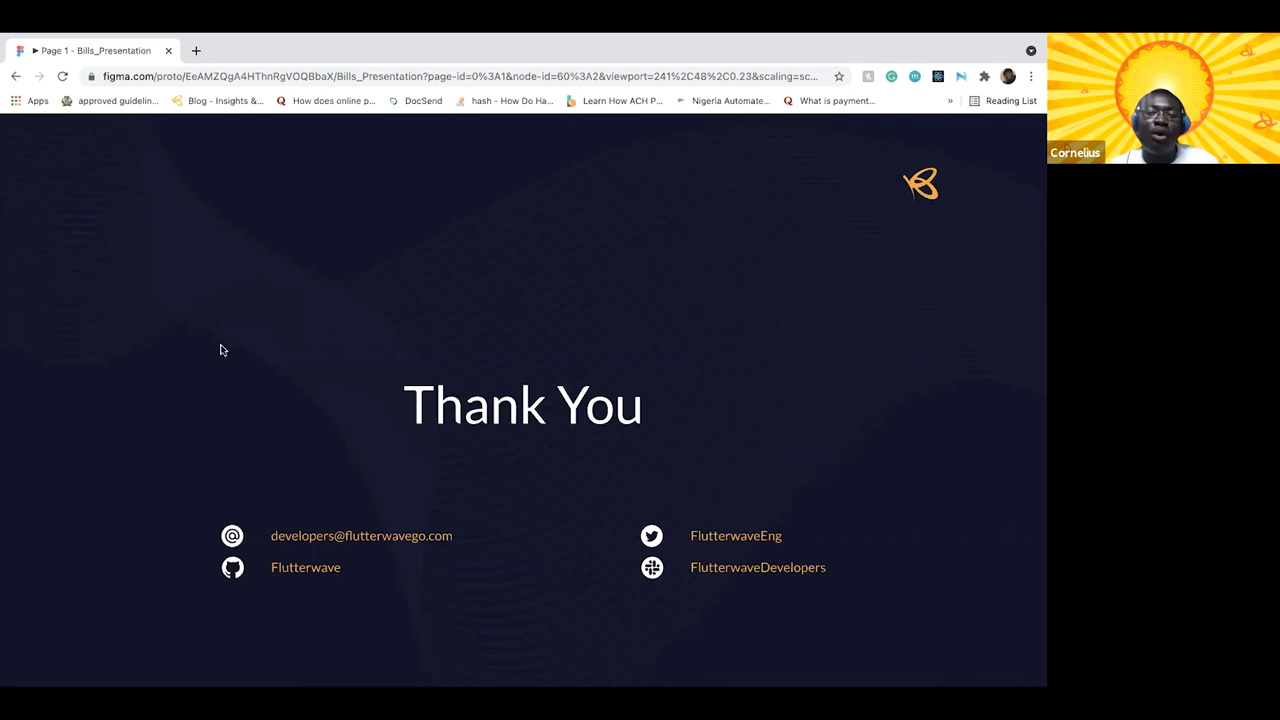 Page 1 - Bills_Presentation
figma.com/proto/EeAMZQgA4HThnRgVOQBbaX/Bills_Presentation?page-id=0%3A1&node-id=60%3A2&viewport=241%2C48%2C0.23&scaling=sc...
Apps approved guidelin... Blog - Insights &... How does online p... DocSend hash - How Do Ha... Learn How ACH P... Nigeria Automate... What is payment... » Reading List
Cornelius
Thank You
developers@flutterwavego.com FlutterwaveEng
Flutterwave FlutterwaveDevelopers